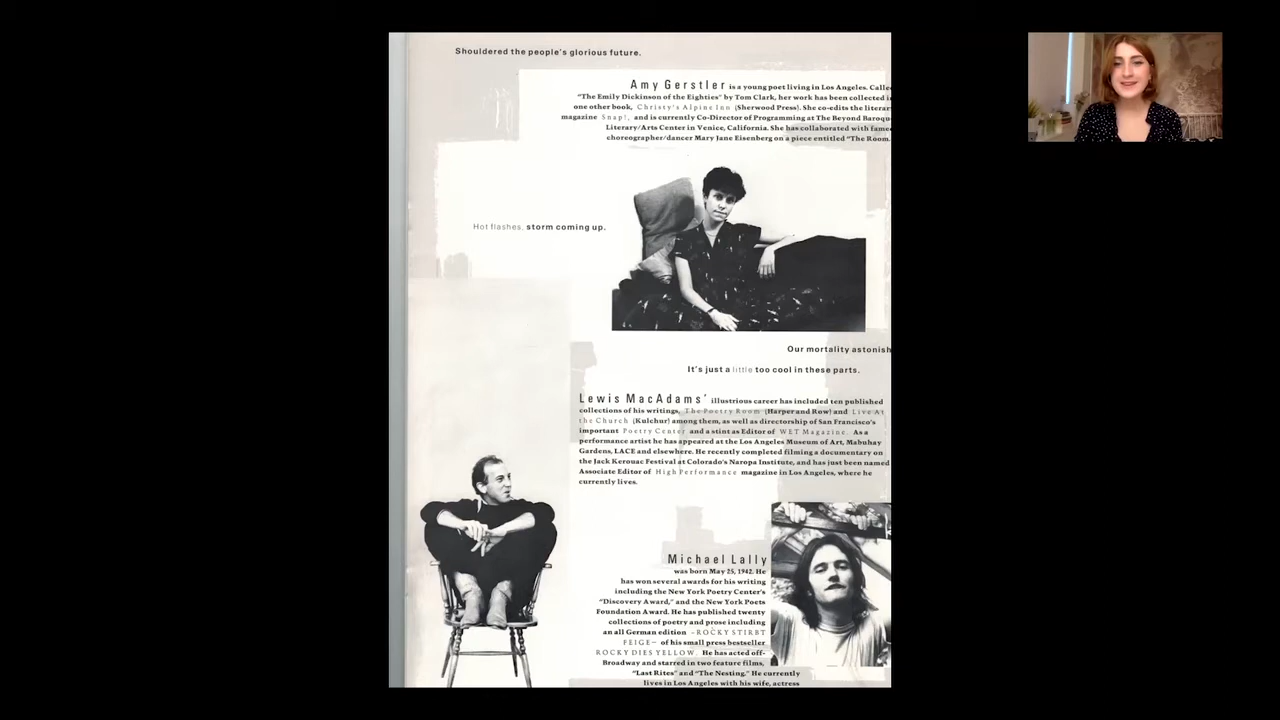 Shouldered the people's glorious future.
Amy Gerstler is a young poet living in Los Angeles. Calle
"The Emily Dickinson of the Eighties" by Tom Clark, her work has been collected i
one other book, Christy's Alpine Inn (Sherwood Press). She co-edits the literar
magazine Snap!, and is currently Co-Director of Programming at The Beyond Baroqu
Literary/Arts Center in Venice, California. She has collaborated with fame
choreographer/dancer Mary Jane Eisenberg on a piece entitled "The Room.
Hot flashes, storm coming up.
Our mortality astonish
It's just a little too cool in these parts.
Lewis MacAdams' illustrious career has included ten published
collections of his writings, The Poetry Room (Harper and Row) and Live At
the Church (Kulchur) among them, as well as directorship of San Francisco's
important Poetry Center and a stint as Editor of WET Magazine. As a
performance artist he has appeared at the Los Angeles Museum of Art, Mabuhay
Gardens, LACE and elsewhere. He recently completed filming a documentary on
the Jack Kerouac Festival at Colorado's Naropa Institute, and has just been named
Associate Editor of High Performance magazine in Los Angeles, where he
currently lives.
Michael Lally
was born May 25, 1942. He
has won several awards for his writing
including the New York Poetry Center's
"Discovery Award," and the New York Poets
Foundation Award. He has published twenty
collections of poetry and prose including
an all German edition –ROCKY STIRBT
FEIGE– of his small press bestseller
ROCKY DIES YELLOW. He has acted off-
Broadway and starred in two feature films,
"Last Rites" and "The Nesting." He currently
lives in Los Angeles with his wife, actress